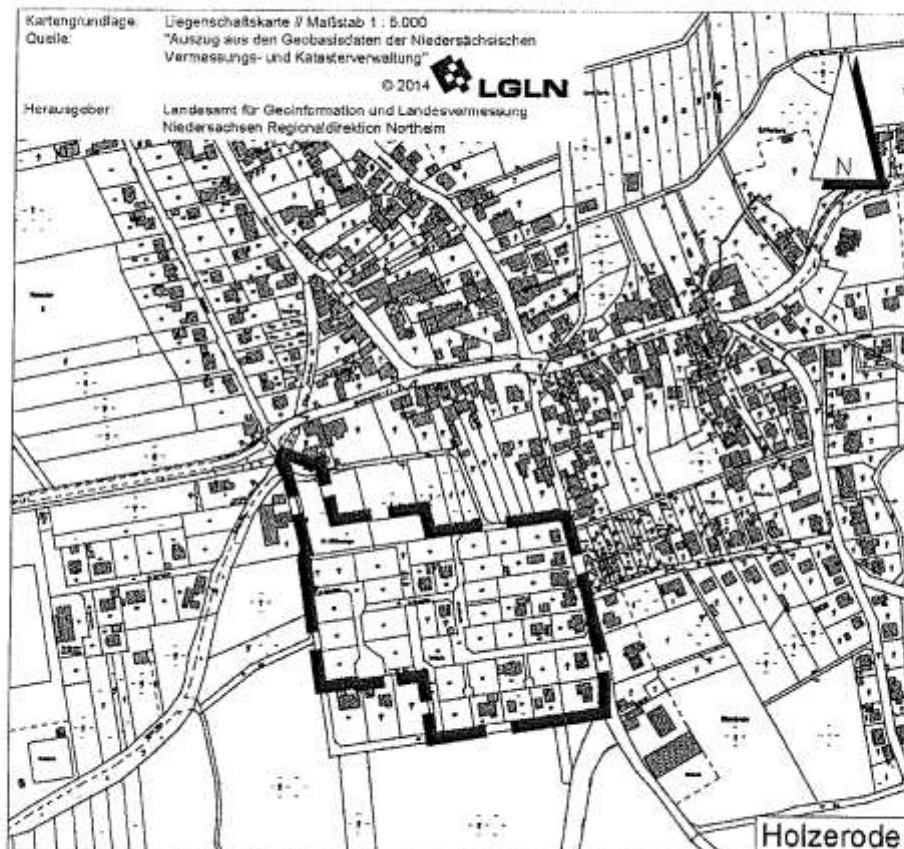 Kartengrundlage: Liegenschaftskarte // Maßstab 1 : 5.000
Quelle: "Auszug aus den Geobasisdaten der Niedersächsischen
Vermessungs- und Katasterverwaltung"
© 2014 LGLN
Herausgeber: Landesamt für Geoinformation und Landesvermessung
Niedersachsen Regionaldirektion Northeim
N
Holzerode